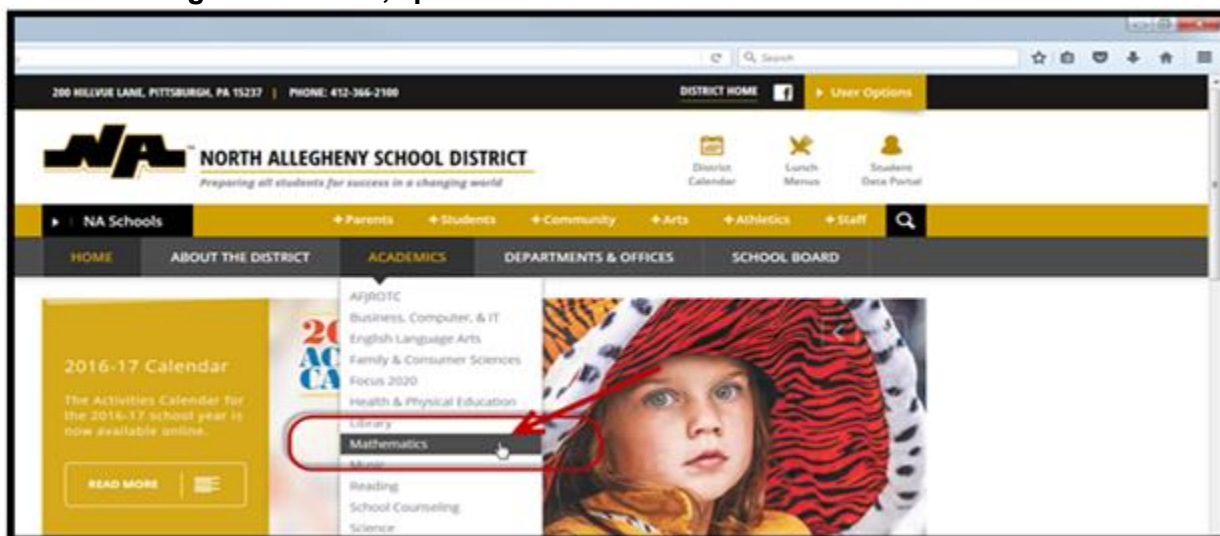 Search
200 HILLVUE LANE, PITTSBURGH, PA 15237 | PHONE: 412-366-2100
DISTRICT HOME
f
User Options
NA
NORTH ALLEGHENY SCHOOL DISTRICT
Preparing all students for success in a changing world
District Calendar
Lunch Menus
Student Data Portal
NA Schools
+Parents
+Students
+Community
+Arts
+Athletics
+Staff
HOME
ABOUT THE DISTRICT
ACADEMICS
DEPARTMENTS & OFFICES
SCHOOL BOARD
AFJROTC
Business, Computer, & IT
English Language Arts
Family & Consumer Sciences
Focus 2020
Health & Physical Education
Library
Mathematics
Music
Reading
School Counseling
Science
2016-17 Calendar
The Activities Calendar for
the 2016-17 school year is
now available online.
READ MORE